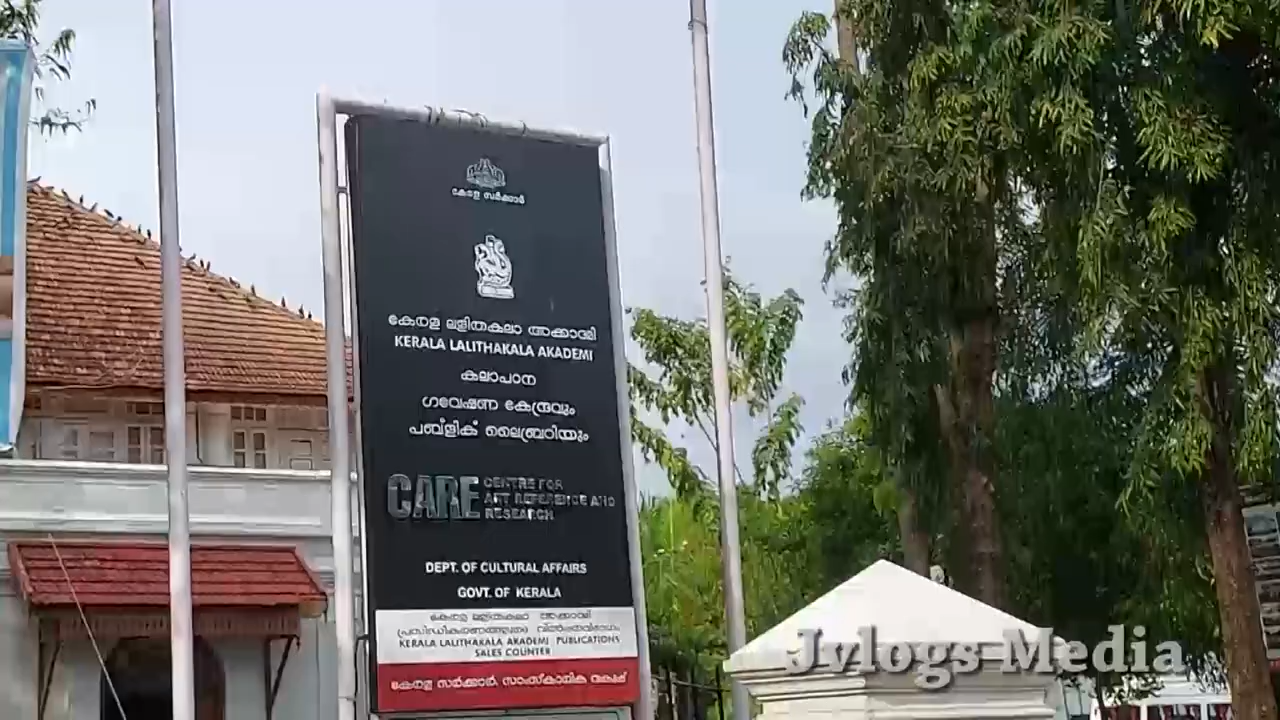 കേരള സർക്കാർ
കേരള ലളിതകലാ അക്കാദമി
KERALA LALITHAKALA AKADEMI
കലാപഠന
ഗവേഷണ കേന്ദ്രവും
പബ്ളിക് ലൈബ്രറിയും
CARE CENTRE FOR
ART REFERENCE AND
RESEARCH
DEPT. OF CULTURAL AFFAIRS
GOVT. OF KERALA
കേരള ലളിതകലാ അക്കാദമി
പ്രസിദ്ധീകരണങ്ങളുടെ വില്പനവിഭാഗം
KERALA LALITHAKALA AKADEMI PUBLICATIONS
SALES COUNTER
കേരള സർക്കാർ, സാംസ്കാരിക വകുപ്പ്
Jvlogs Media